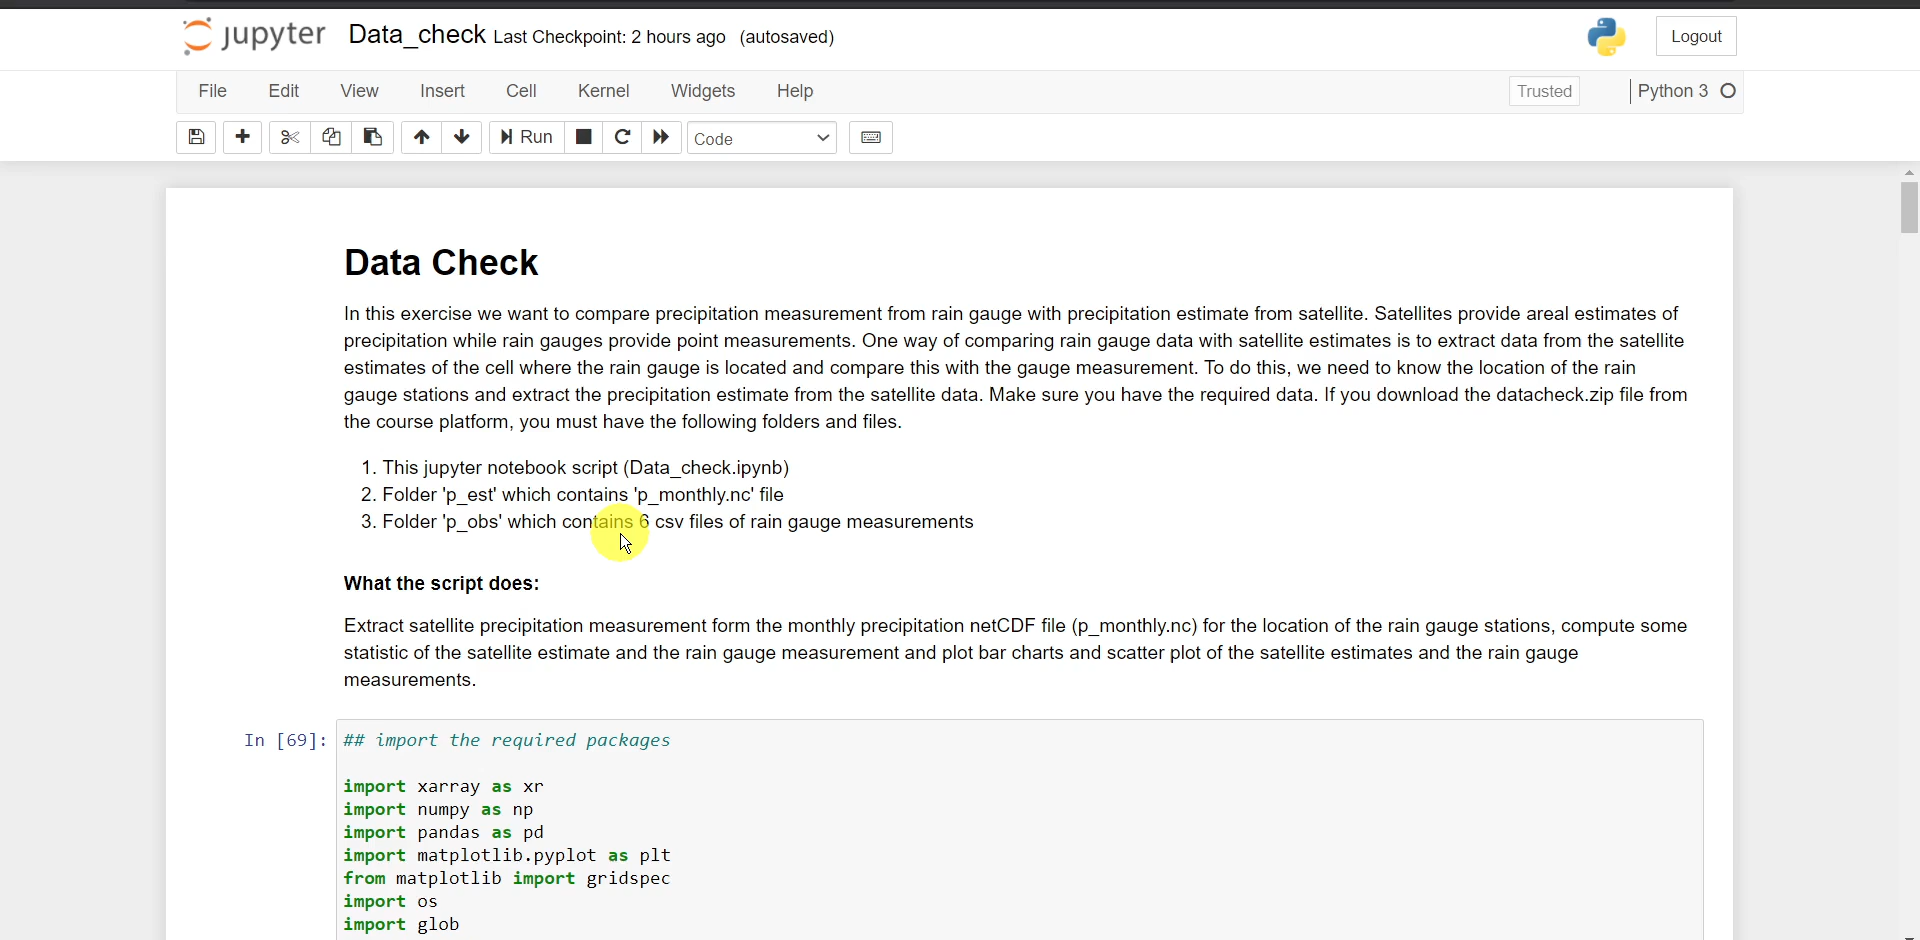 jupyter Data_check Last Checkpoint: 2 hours ago (autosaved) Logout
File Edit View Insert Cell Kernel Widgets Help Trusted Python 3
Run Code
Data Check
In this exercise we want to compare precipitation measurement from rain gauge with precipitation estimate from satellite. Satellites provide areal estimates of
precipitation while rain gauges provide point measurements. One way of comparing rain gauge data with satellite estimates is to extract data from the satellite
estimates of the cell where the rain gauge is located and compare this with the gauge measurement. To do this, we need to know the location of the rain
gauge stations and extract the precipitation estimate from the satellite data. Make sure you have the required data. If you download the datacheck.zip file from
the course platform, you must have the following folders and files.
1. This jupyter notebook script (Data_check.ipynb)
2. Folder 'p_est' which contains 'p_monthly.nc' file
3. Folder 'p_obs' which contains 6 csv files of rain gauge measurements
What the script does:
Extract satellite precipitation measurement form the monthly precipitation netCDF file (p_monthly.nc) for the location of the rain gauge stations, compute some
statistic of the satellite estimate and the rain gauge measurement and plot bar charts and scatter plot of the satellite estimates and the rain gauge
measurements.
In [69]: ## import the required packages
import xarray as xr
import numpy as np
import pandas as pd
import matplotlib.pyplot as plt
from matplotlib import gridspec
import os
import glob